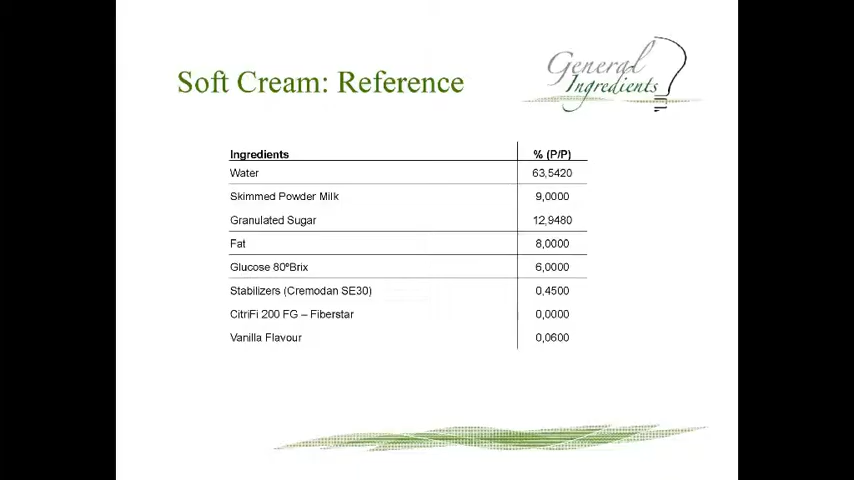 Soft Cream: Reference
General
Ingredients
Ingredients % (P/P)
Water 63,5420
Skimmed Powder Milk 9,0000
Granulated Sugar 12,9480
Fat 8,0000
Glucose 80ºBrix 6,0000
Stabilizers (Cremodan SE30) 0,4500
CitriFi 200 FG – Fiberstar 0,0000
Vanilla Flavour 0,0600